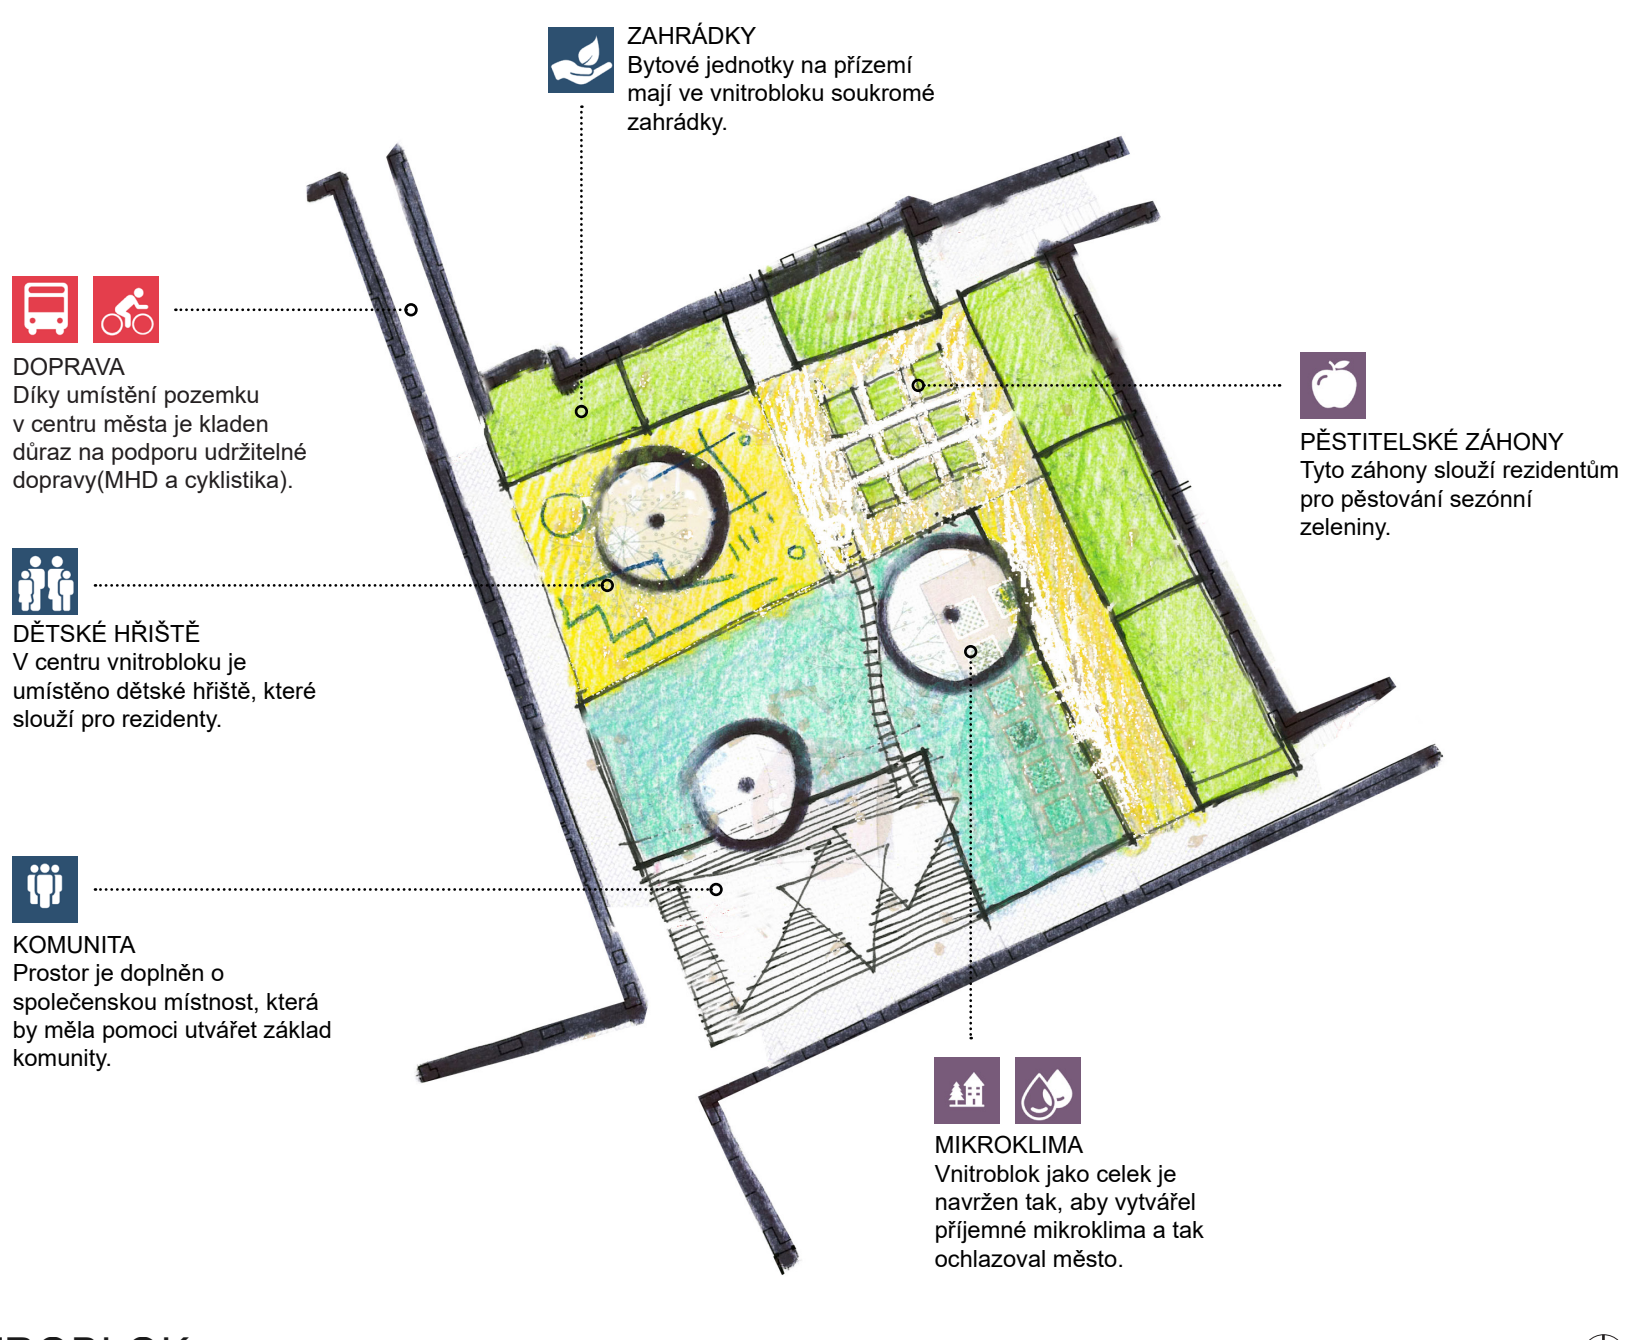 ZAHRÁDKY
Bytové jednotky na přízemí
mají ve vnitrobloku soukromé
zahrádky.
DOPRAVA
Díky umístění pozemku
v centru města je kladen
důraz na podporu udržitelné
dopravy(MHD a cyklistika).
PĚSTITELSKÉ ZÁHONY
Tyto záhony slouží rezidentům
pro pěstování sezónní
zeleniny.
DĚTSKÉ HŘIŠTĚ
V centru vnitrobloku je
umístěno dětské hřiště, které
slouží pro rezidenty.
KOMUNITA
Prostor je doplněn o
společenskou místnost, která
by měla pomoci utvářet základ
komunity.
MIKROKLIMA
Vnitroblok jako celek je
navržen tak, aby vytvářel
příjemné mikroklima a tak
ochlazoval město.